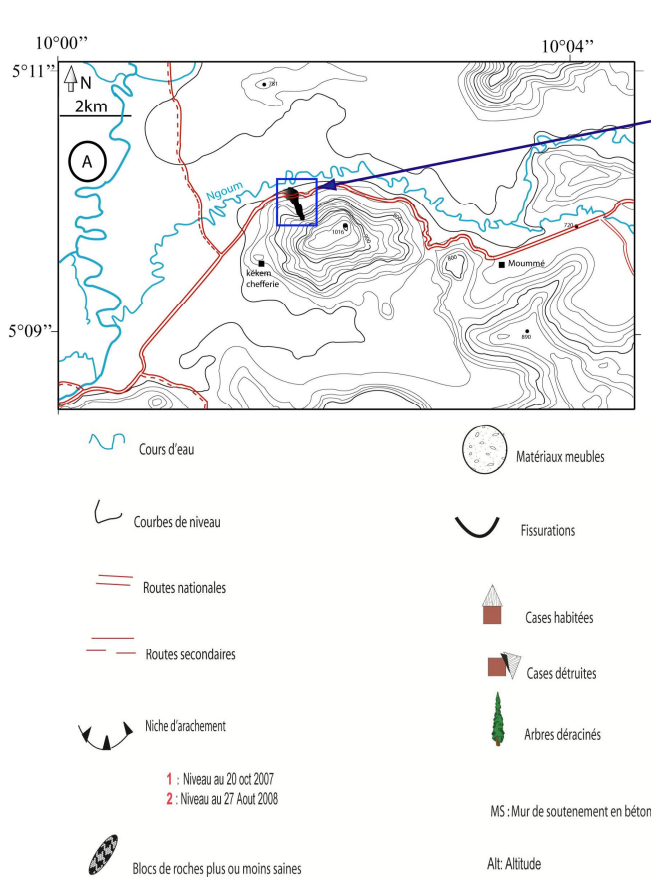 10°00’’
10°04’’
5°11’’
N
2km
781
A
Ngoum
1016
720
kékem
chefferie
800
Moummé
5°09’’
890
Cours d’eau
Matériaux meubles
Courbes de niveau
Fissurations
Routes nationales
Cases habitées
Routes secondaires
Cases détruites
Niche d’arachement
Arbres déracinés
1 : Niveau au 20 oct 2007
2 : Niveau au 27 Aout 2008
MS : Mur de soutenement en béton
Blocs de roches plus ou moins saines
Alt: Altitude